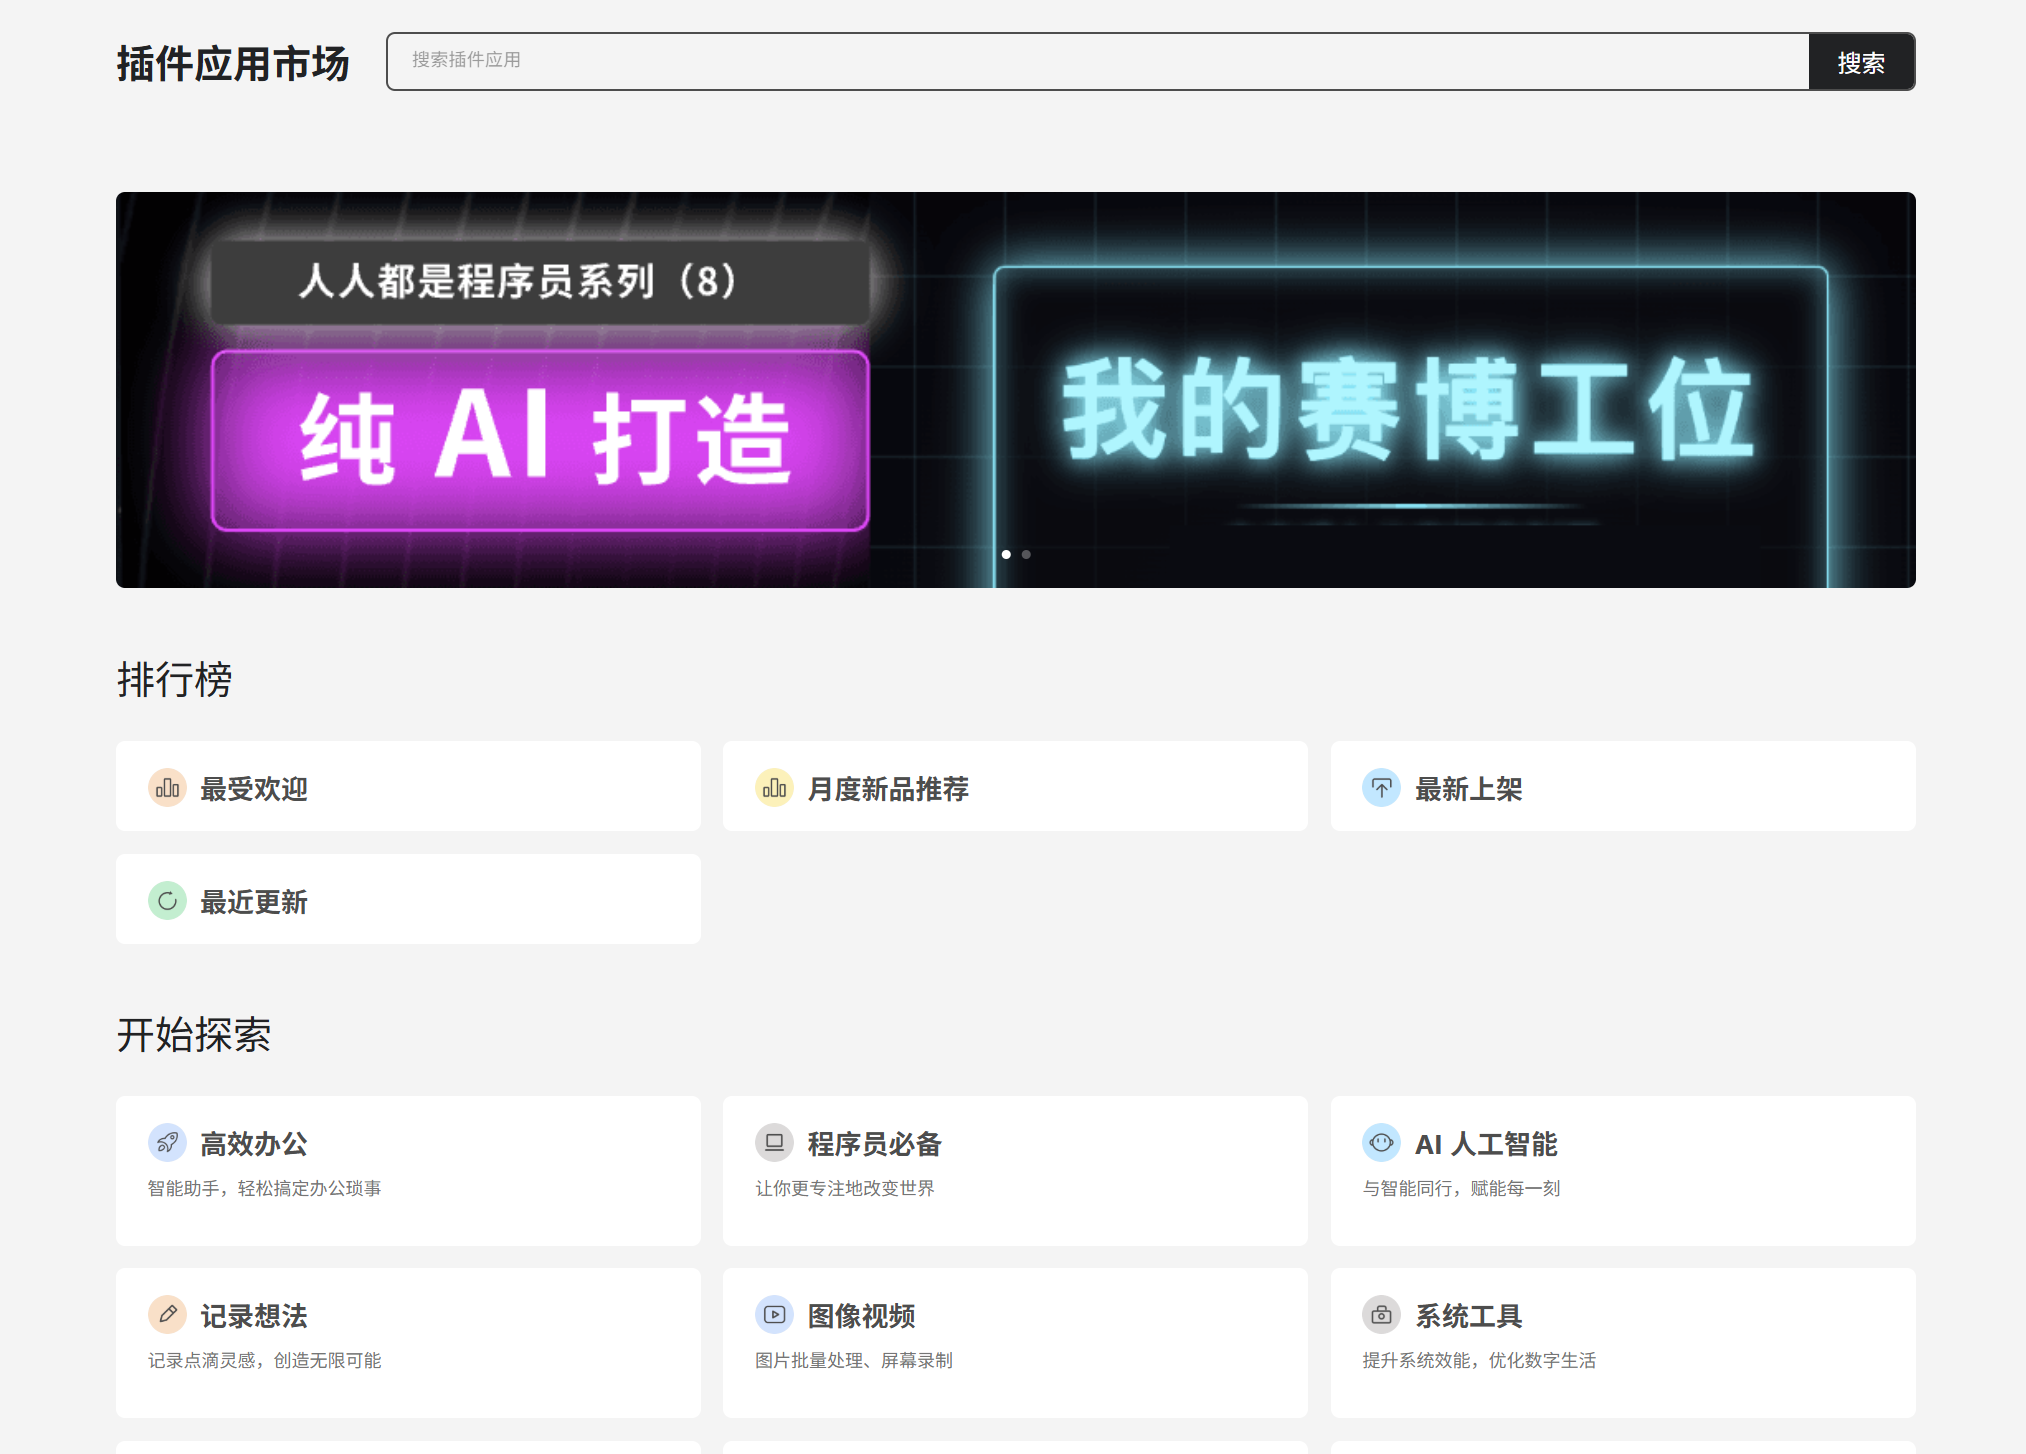 插件应用市场
搜索插件应用
搜索
人人都是程序员系列（8）
纯 AI 打造
我的赛博工位
排行榜
最受欢迎
月度新品推荐
最新上架
最近更新
开始探索
高效办公
智能助手，轻松搞定办公琐事
程序员必备
让你更专注地改变世界
AI 人工智能
与智能同行，赋能每一刻
记录想法
记录点滴灵感，创造无限可能
图像视频
图片批量处理、屏幕录制
系统工具
提升系统效能，优化数字生活